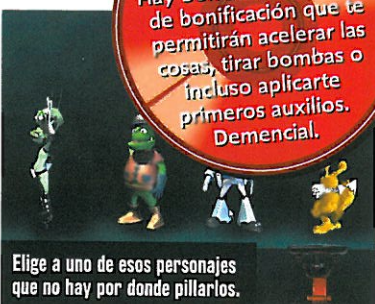 de bonificación que te
permitirán acelerar las
cosas, tirar bombas o
incluso aplicarte
primeros auxilios.
Demencial.
Elige a uno de esos personajes
que no hay por donde pillarlos.